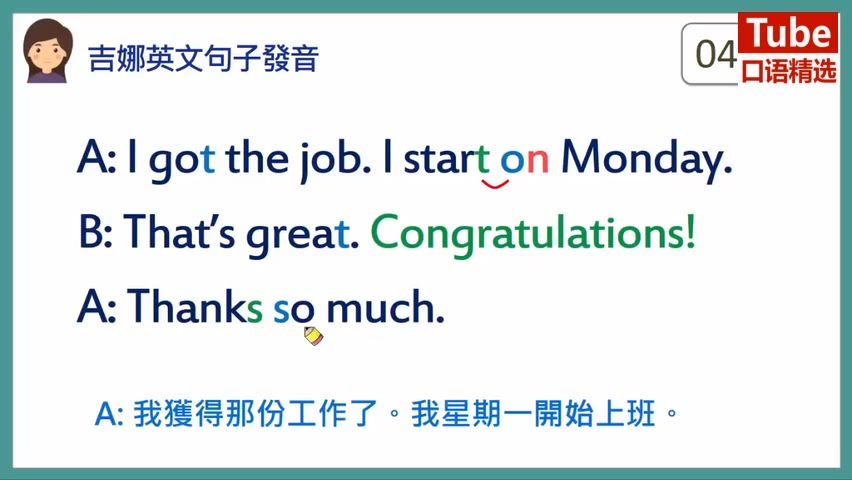 吉娜英文句子發音
04
Tube
口语精选
A: I got the job. I start on Monday.
B: That's great. Congratulations!
A: Thanks so much.
A: 我獲得那份工作了。我星期一開始上班。